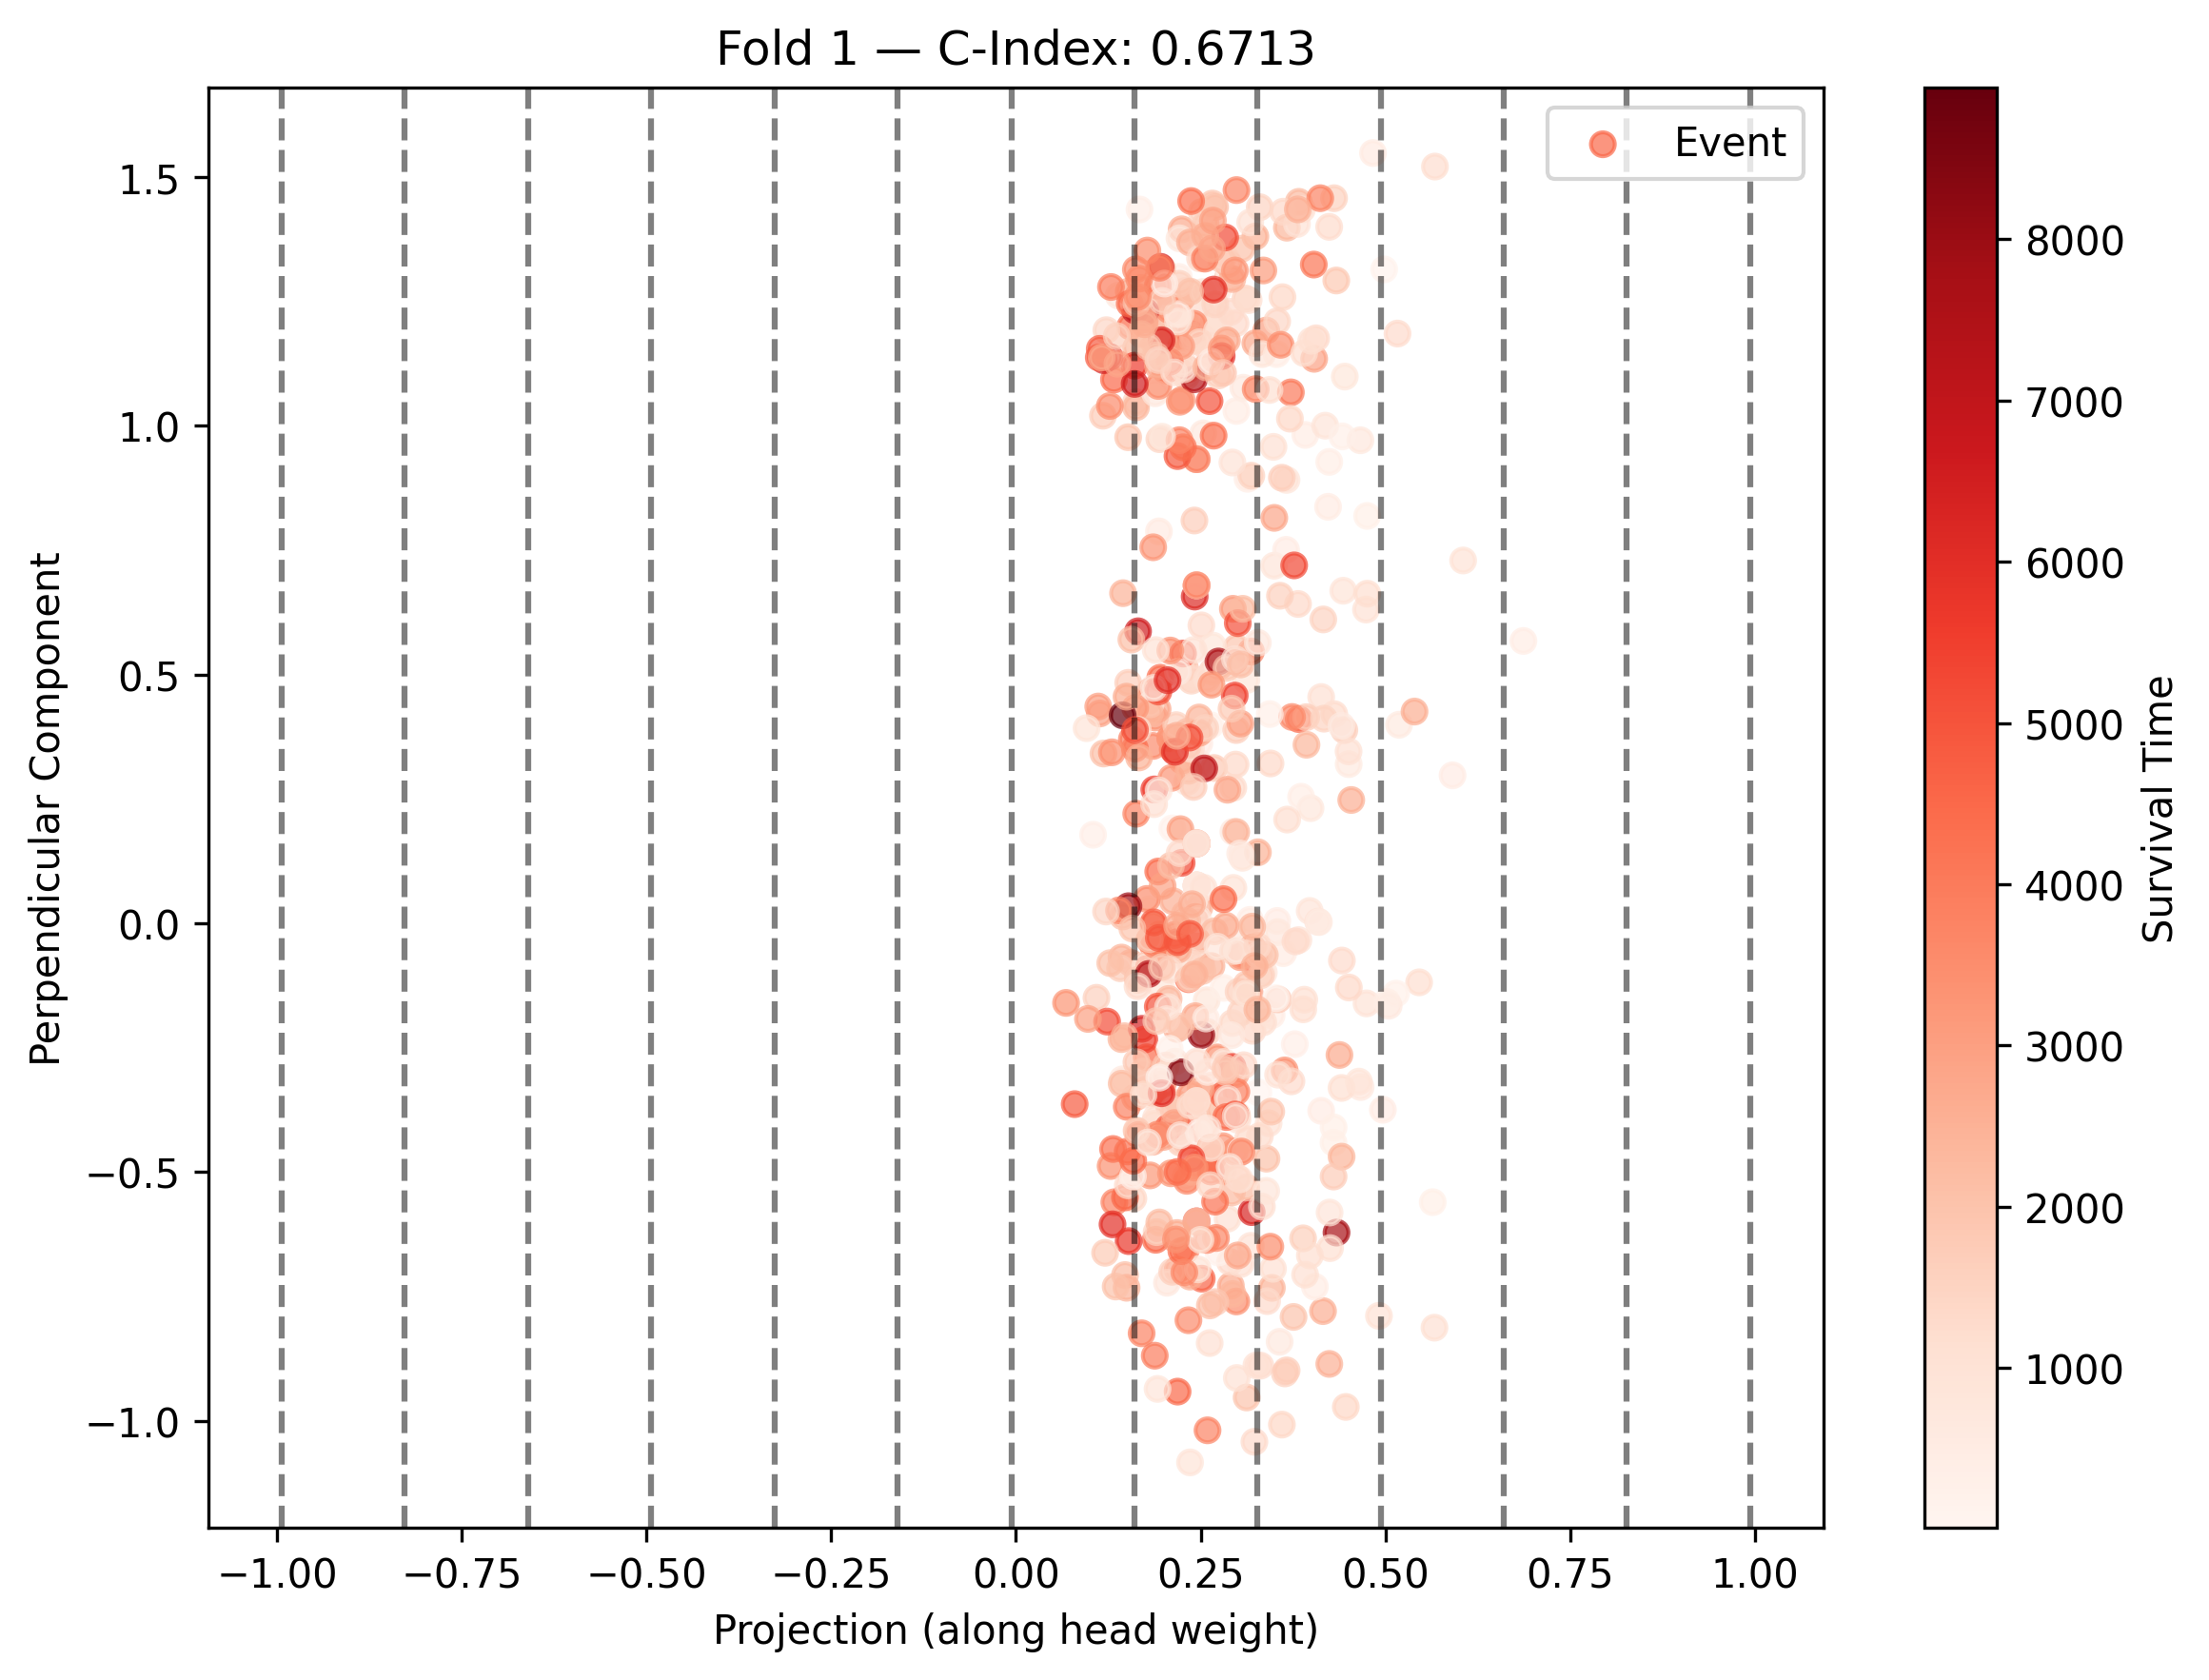 Fold 1 — C-Index: 0.6713
Event
1.5
1.0
0.5
0.0
−0.5
−1.0
Perpendicular Component
−1.00 −0.75 −0.50 −0.25 0.00 0.25 0.50 0.75 1.00
Projection (along head weight)
8000
7000
6000
5000
4000
3000
2000
1000
Survival Time